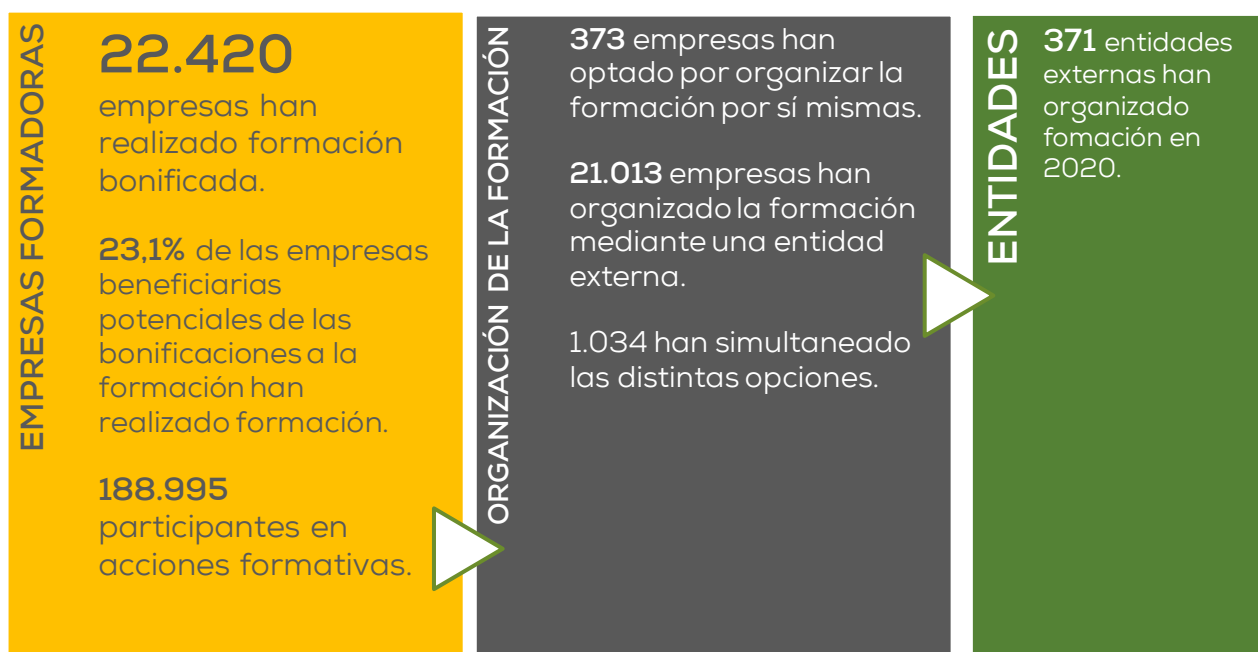 EMPRESAS FORMADORAS
22.420
empresas han
realizado formación
bonificada.
23,1% de las empresas
beneficiarias
potenciales de las
bonificaciones a la
formación han
realizado formación.
188.995
participantes en
acciones formativas.
ORGANIZACIÓN DE LA FORMACIÓN
373 empresas han
optado por organizar la
formación por sí mismas.
21.013 empresas han
organizado la formación
mediante una entidad
externa.
1.034 han simultaneado
las distintas opciones.
ENTIDADES
371 entidades
externas han
organizado
fomación en
2020.